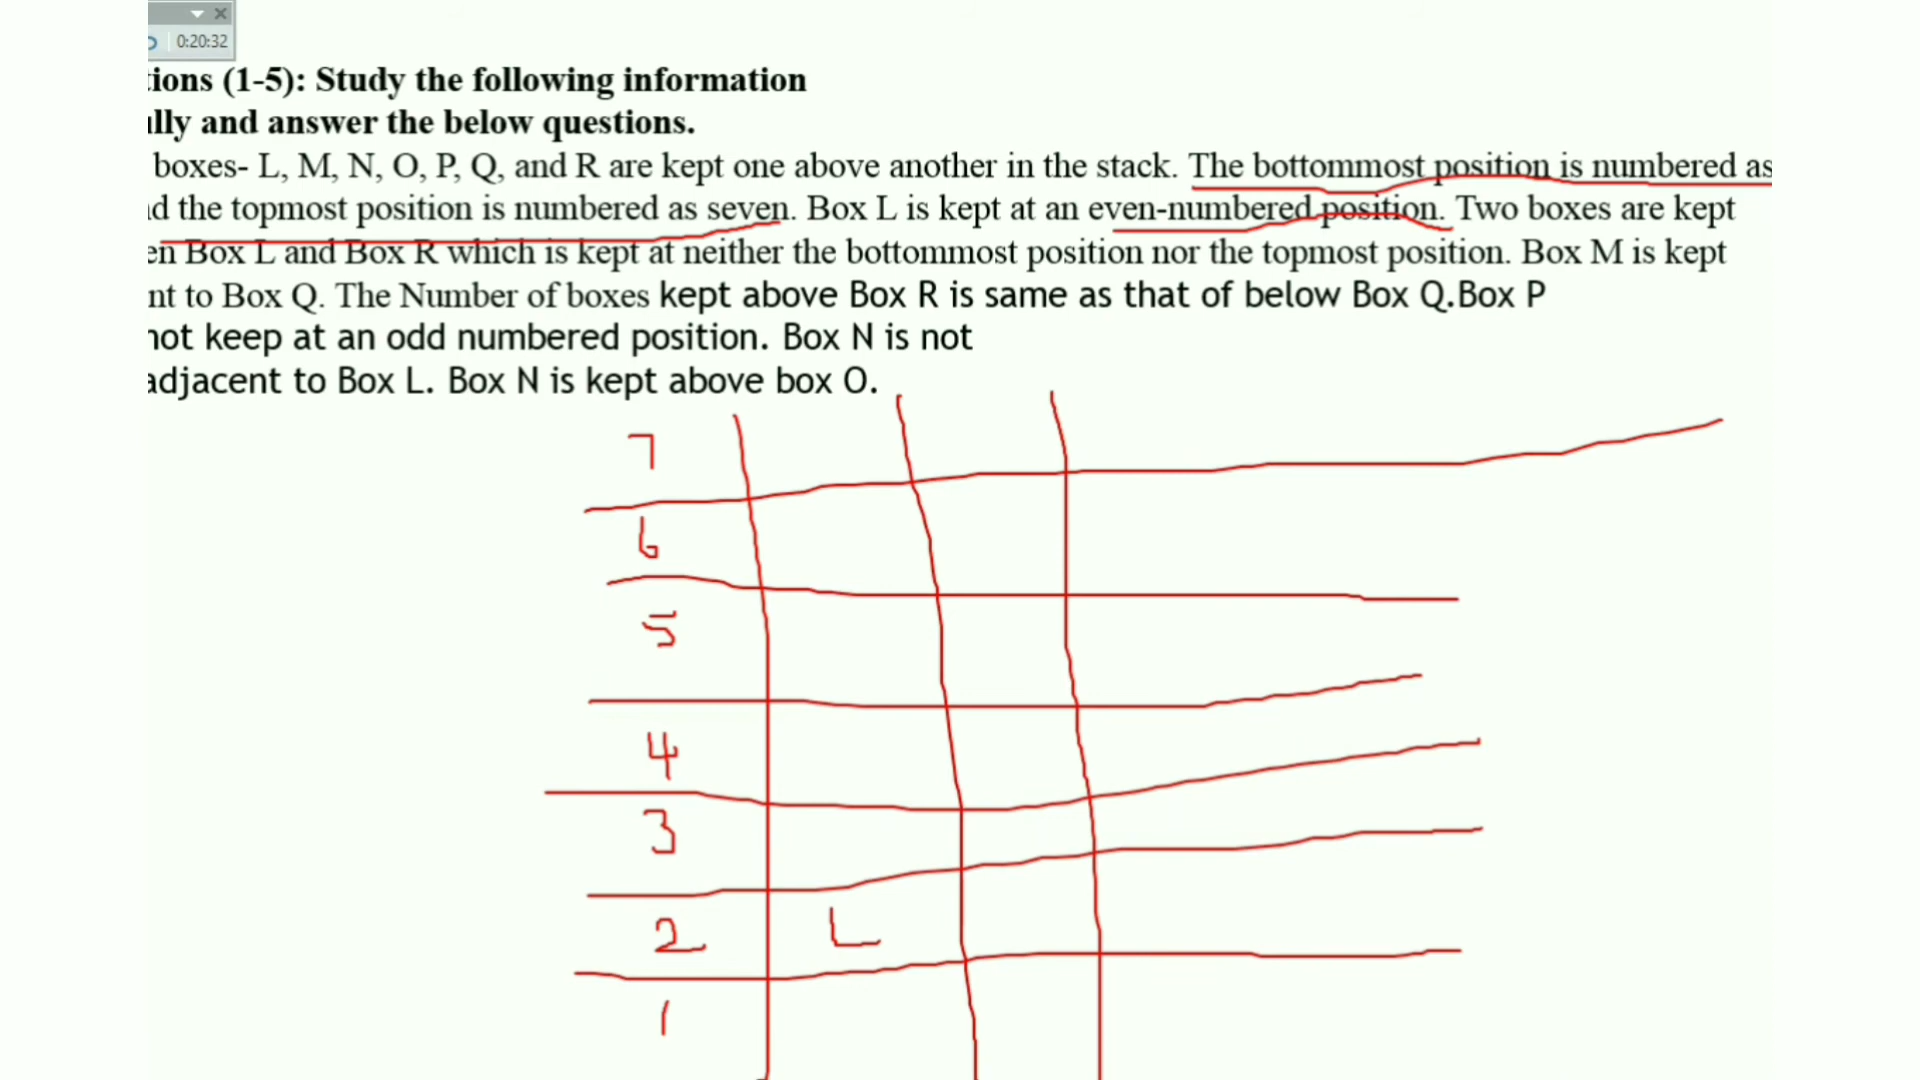 0:20:32
tions (1-5): Study the following information
ully and answer the below questions.
boxes- L, M, N, O, P, Q, and R are kept one above another in the stack. The bottommost position is numbered as
nd the topmost position is numbered as seven. Box L is kept at an even-numbered position. Two boxes are kept
en Box L and Box R which is kept at neither the bottommost position nor the topmost position. Box M is kept
nt to Box Q. The Number of boxes kept above Box R is same as that of below Box Q.Box P
not keep at an odd numbered position. Box N is not
adjacent to Box L. Box N is kept above box O.
7
6
5
4
3
2 L
1